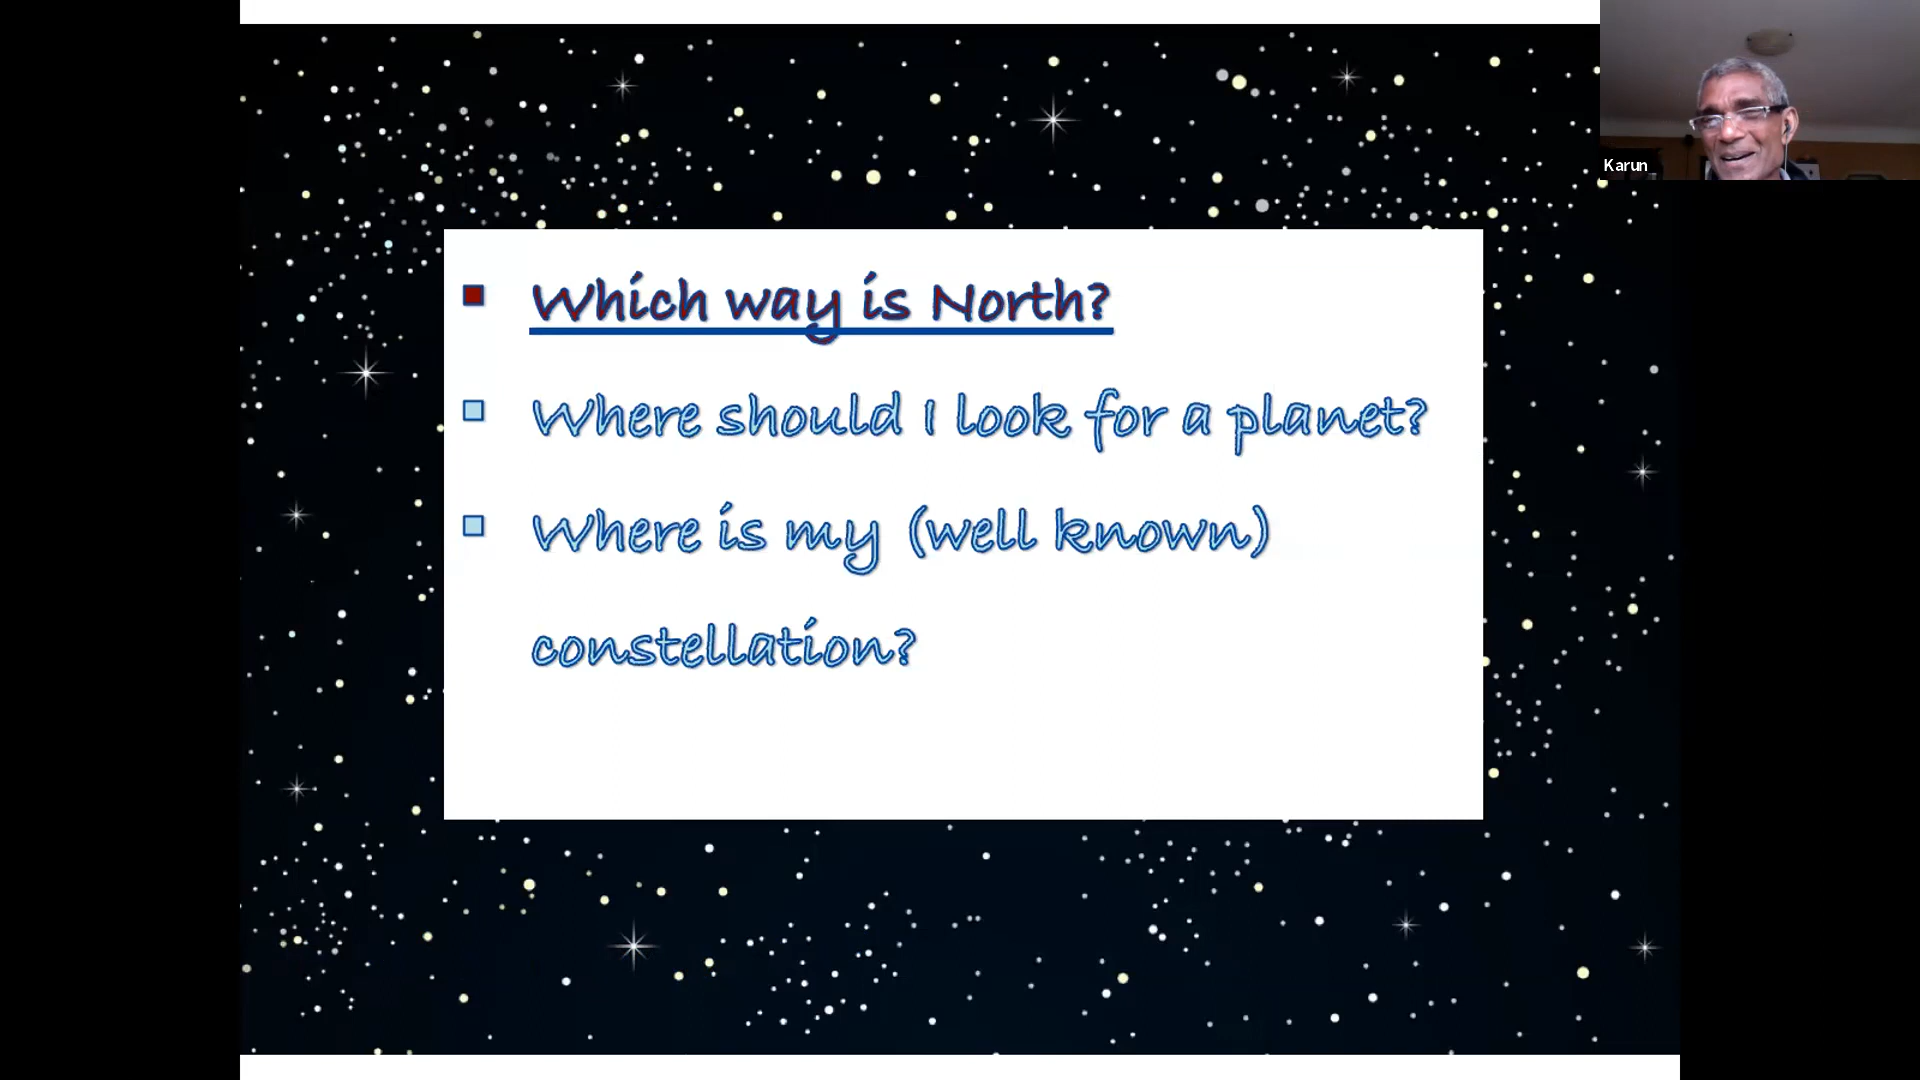 Which way is North?
Where should I look for a planet?
Where is my (well known)
constellation?
Karun